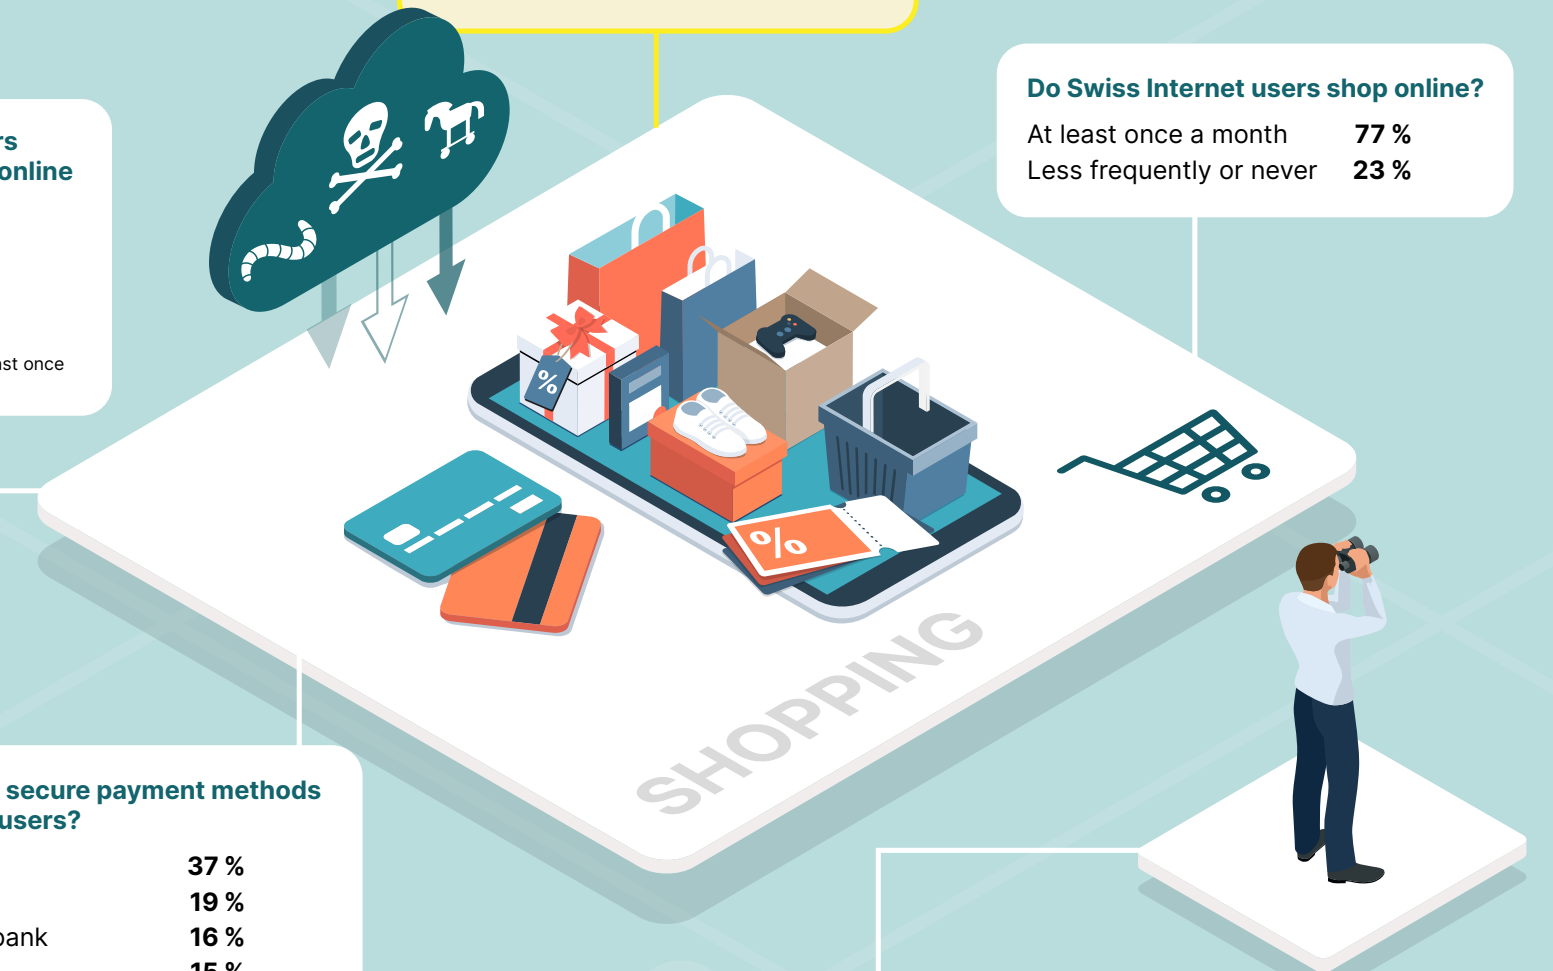 Do Swiss Internet users shop online?
At least once a month 77 %
Less frequently or never 23 %
rs
online
ast once
%
%
SHOPPING
secure payment methods
users?
37 %
19 %
bank 16 %
15 %